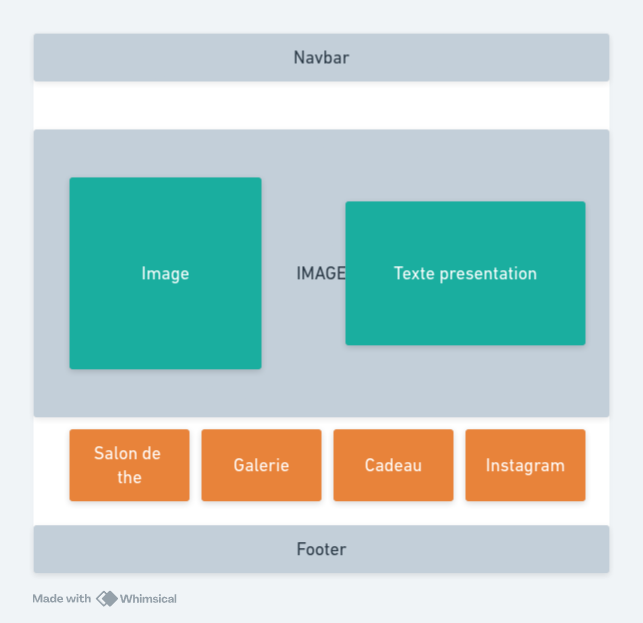 Navbar
Image
IMAGE
Texte presentation
Salon de
the
Galerie
Cadeau
Instagram
Footer
Made with Whimsical